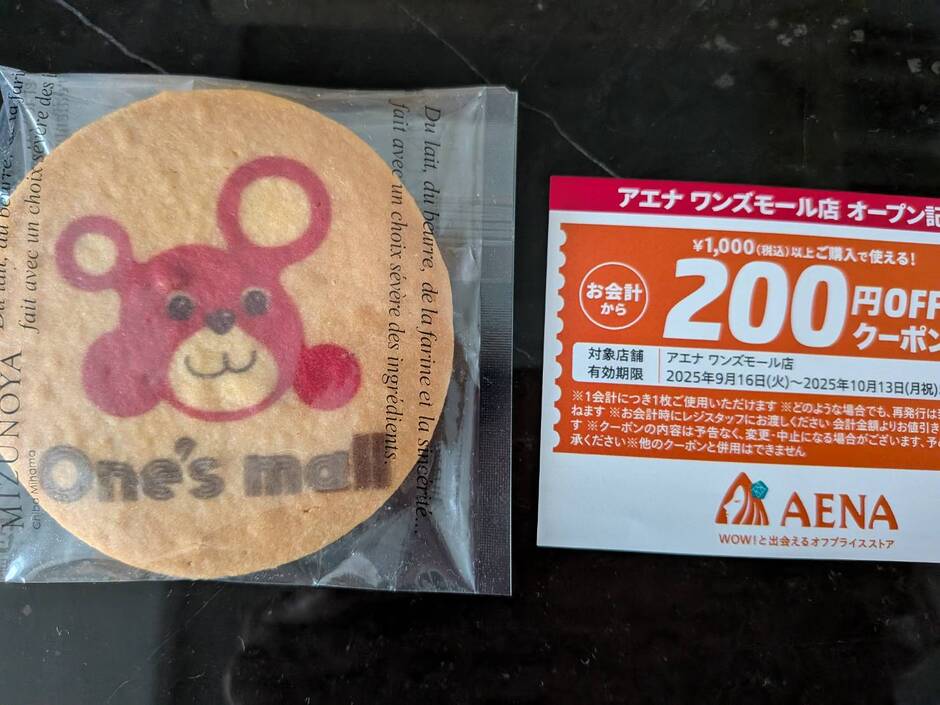 Du lait, du beurre, de la farine et la sincérité...
fait avec un choix sévère des ingrédients.
fait avec un choix sévère des
MIZUNOYA
Chiba Mihama
One's mall
アエナ ワンズモール店 オープン記
¥1,000(税込)以上ご購入で使える!
お会計
から
200円OFF
クーポン
対象店舗 アエナ ワンズモール店
有効期限 2025年9月16日(火)～2025年10月13日(月祝)
※1会計につき1枚ご使用いただけます ※どのような場合でも、再発行は
ねます ※お会計時にレジスタッフにお渡しください 会計金額よりお値引き
す ※クーポンの内容は予告なく、変更・中止になる場合がございます、予
承ください ※他のクーポンと併用はできません
AENA
WOW!と出会えるオフプライスストア